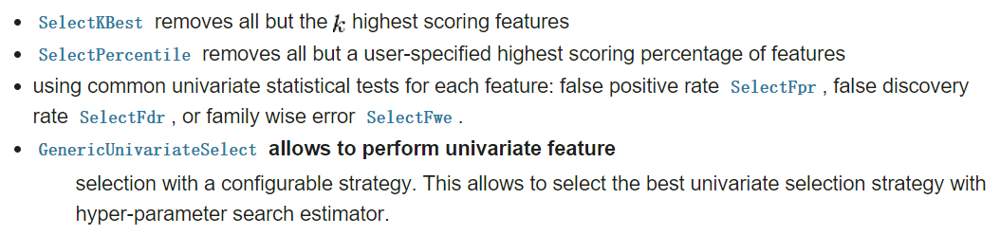 • SelectKBest removes all but the k highest scoring features
• SelectPercentile removes all but a user-specified highest scoring percentage of features
• using common univariate statistical tests for each feature: false positive rate SelectFpr , false discovery
rate SelectFdr , or family wise error SelectFwe .
• GenericUnivariateSelect allows to perform univariate feature
selection with a configurable strategy. This allows to select the best univariate selection strategy with
hyper-parameter search estimator.